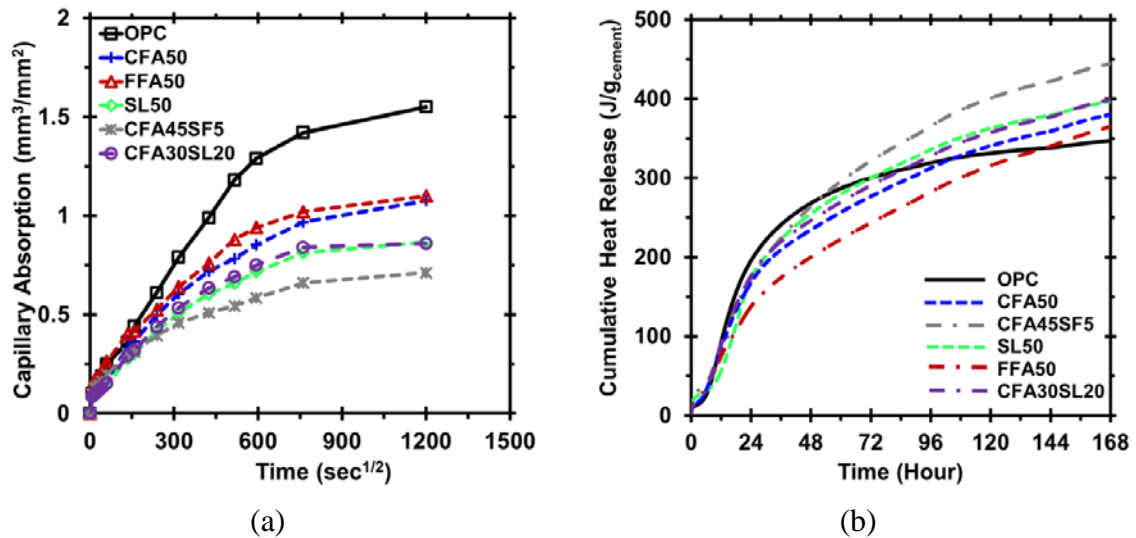 Capillary Absorption (mm³/mm²)
2
1.5
1
0.5
0
OPC
CFA50
FFA50
SL50
CFA45SF5
CFA30SL20
0 300 600 900 1200 1500
Time (sec^1/2)
(a)
Cumulative Heat Release (J/g_cement)
500
400
300
200
100
0
OPC
CFA50
CFA45SF5
SL50
FFA50
CFA30SL20
0 24 48 72 96 120 144 168
Time (Hour)
(b)